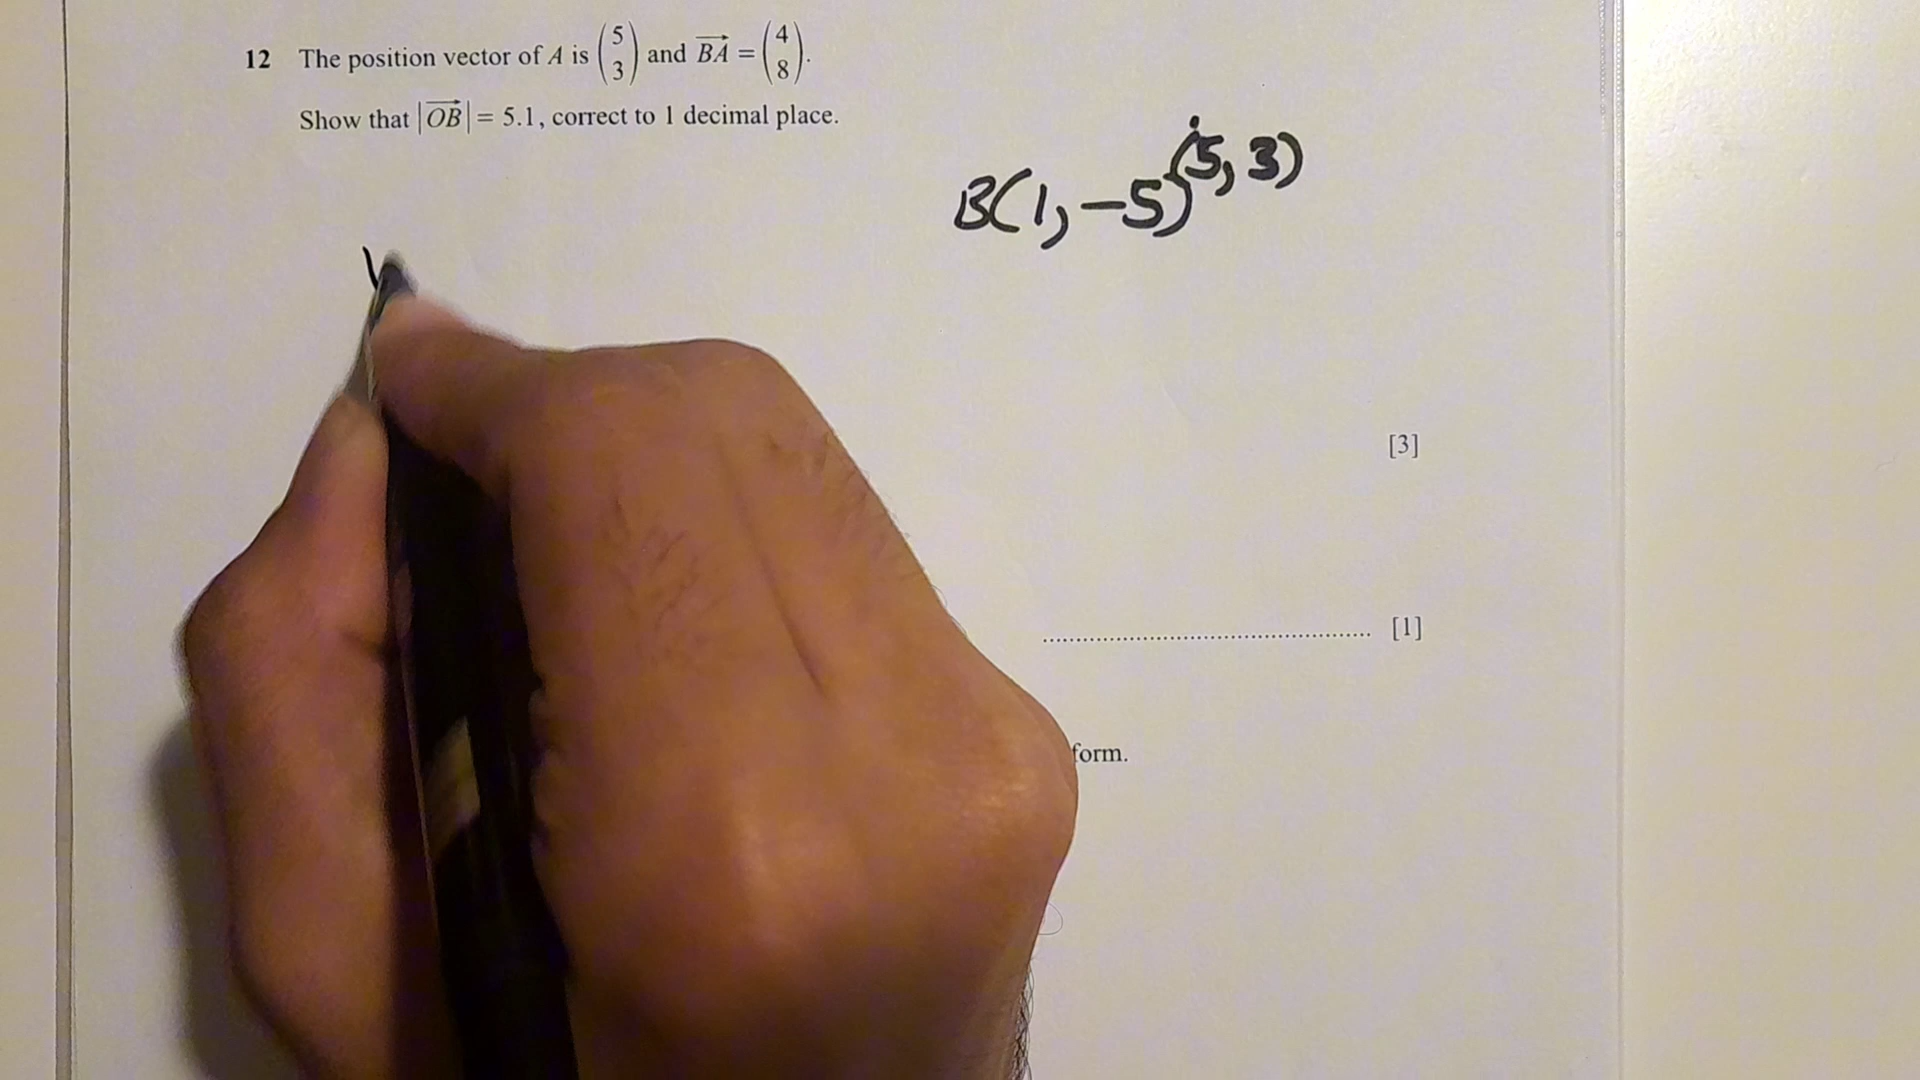 12 The position vector of A is (5 3) and BA = (4 8).
Show that |OB| = 5.1, correct to 1 decimal place.
(5, 3)
B(1, -5)
[3]
[1]
form.